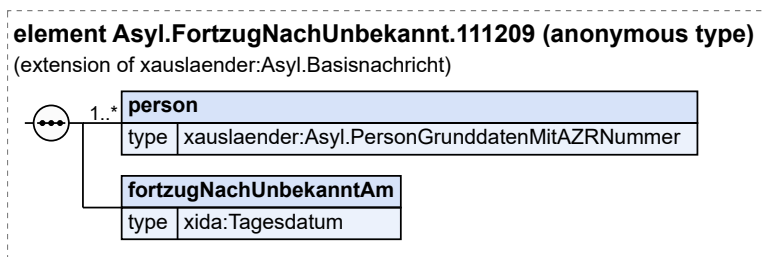 element Asyl.FortzugNachUnbekannt.111209 (anonymous type)
(extension of xauslaender:Asyl.Basisnachricht)
1..* person
type xauslaender:Asyl.PersonGrunddatenMitAZRNummer
fortzugNachUnbekanntAm
type xida:Tagesdatum